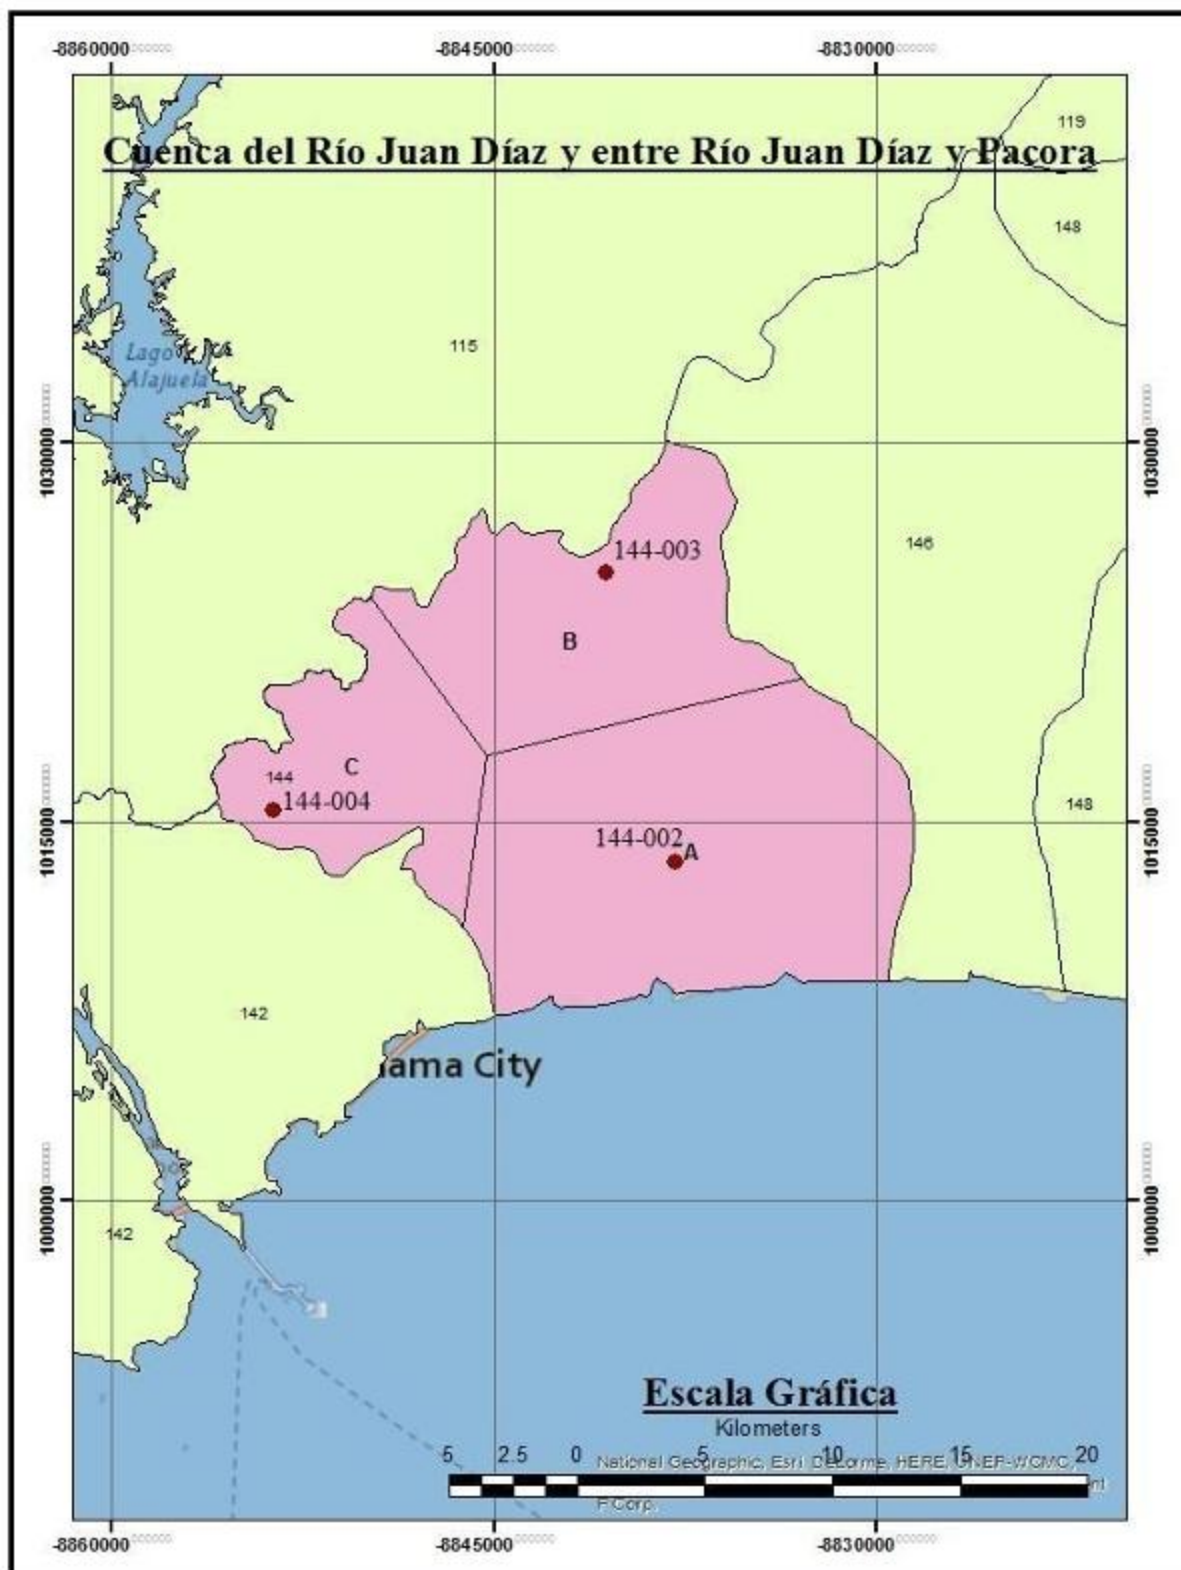 -8860000 -8845000 -8830000
119
Cuenca del Río Juan Díaz y entre Río Juan Díaz y Pacora
148
Lago
Alajuela
115
1030000 1030000
146
144-003
B
C
144
144-004
148
144-002
A
1015000 1015000
142
ama City
1000000 1000000
142
Escala Gráfica
Kilometers
5 2.5 0 5 10 15 20
National Geographic, Esri, DeLorme, HERE, UNEP-WCMC,
P Corp.
-8860000 -8845000 -8830000